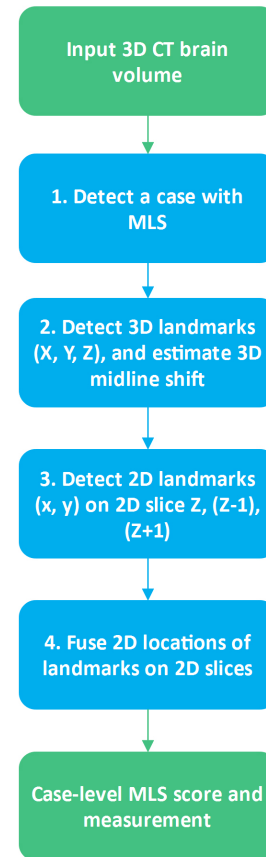 Input 3D CT brain
volume
1. Detect a case with
MLS
2. Detect 3D landmarks
(X, Y, Z), and estimate 3D
midline shift
3. Detect 2D landmarks
(x, y) on 2D slice Z, (Z-1),
(Z+1)
4. Fuse 2D locations of
landmarks on 2D slices
Case-level MLS score and
measurement